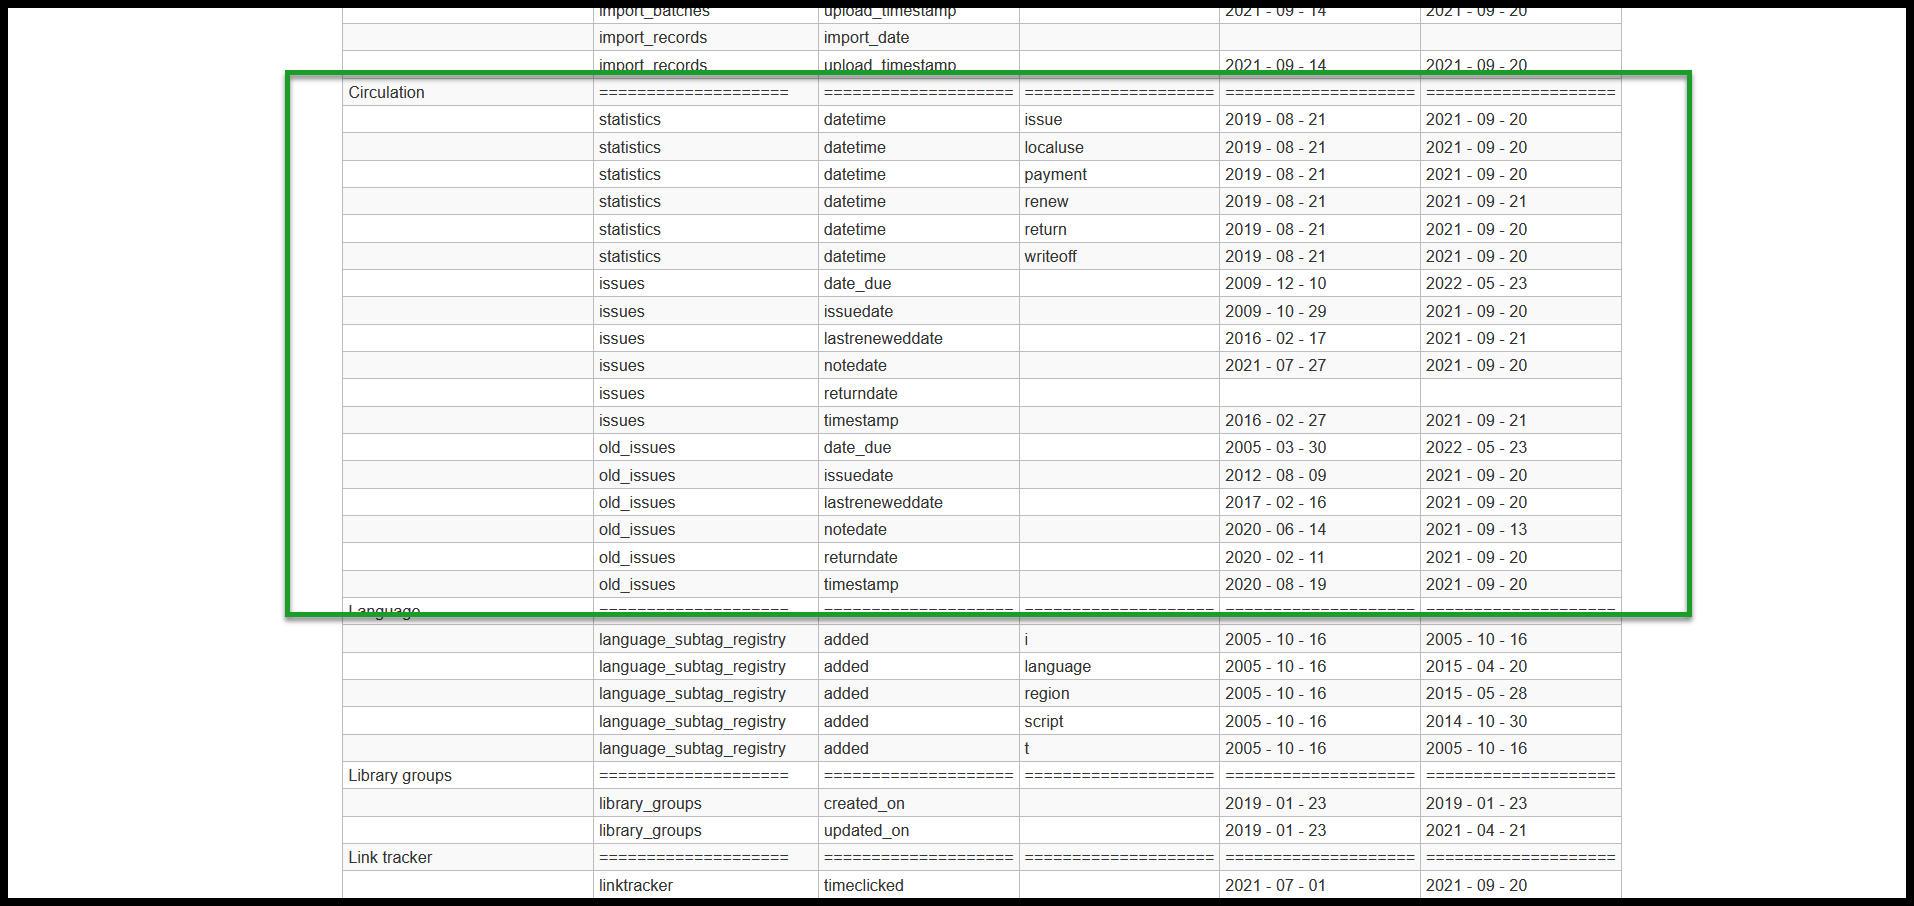 import_batches upload_timestamp 2021 - 09 - 14 2021 - 09 - 20
import_records import_date
import_records upload_timestamp 2021 - 09 - 14 2021 - 09 - 20
Circulation ==================== ==================== ==================== ==================== ====================
statistics datetime issue 2019 - 08 - 21 2021 - 09 - 20
statistics datetime localuse 2019 - 08 - 21 2021 - 09 - 20
statistics datetime payment 2019 - 08 - 21 2021 - 09 - 20
statistics datetime renew 2019 - 08 - 21 2021 - 09 - 21
statistics datetime return 2019 - 08 - 21 2021 - 09 - 20
statistics datetime writeoff 2019 - 08 - 21 2021 - 09 - 20
issues date_due 2009 - 12 - 10 2022 - 05 - 23
issues issuedate 2009 - 10 - 29 2021 - 09 - 20
issues lastreneweddate 2016 - 02 - 17 2021 - 09 - 21
issues notedate 2021 - 07 - 27 2021 - 09 - 20
issues returndate
issues timestamp 2016 - 02 - 27 2021 - 09 - 21
old_issues date_due 2005 - 03 - 30 2022 - 05 - 23
old_issues issuedate 2012 - 08 - 09 2021 - 09 - 20
old_issues lastreneweddate 2017 - 02 - 16 2021 - 09 - 20
old_issues notedate 2020 - 06 - 14 2021 - 09 - 13
old_issues returndate 2020 - 02 - 11 2021 - 09 - 20
old_issues timestamp 2020 - 08 - 19 2021 - 09 - 20
Language ==================== ==================== ==================== ==================== ====================
language_subtag_registry added i 2005 - 10 - 16 2005 - 10 - 16
language_subtag_registry added language 2005 - 10 - 16 2015 - 04 - 20
language_subtag_registry added region 2005 - 10 - 16 2015 - 05 - 28
language_subtag_registry added script 2005 - 10 - 16 2014 - 10 - 30
language_subtag_registry added t 2005 - 10 - 16 2005 - 10 - 16
Library groups ==================== ==================== ==================== ==================== ====================
library_groups created_on 2019 - 01 - 23 2019 - 01 - 23
library_groups updated_on 2019 - 01 - 23 2021 - 04 - 21
Link tracker ==================== ==================== ==================== ==================== ====================
linktracker timeclicked 2021 - 07 - 01 2021 - 09 - 20